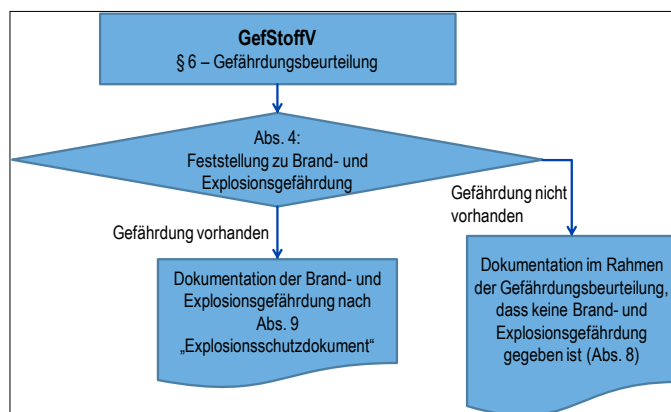 GefStoffV
§ 6 – Gefährdungsbeurteilung
Abs. 4:
Feststellung zu Brand- und
Explosionsgefährdung
Gefährdung nicht
vorhanden
Gefährdung vorhanden
Dokumentation der Brand- und
Explosionsgefährdung nach
Abs. 9
„Explosionsschutzdokument“
Dokumentation im Rahmen
der Gefährdungsbeurteilung,
dass keine Brand- und
Explosionsgefährdung
gegeben ist (Abs. 8)